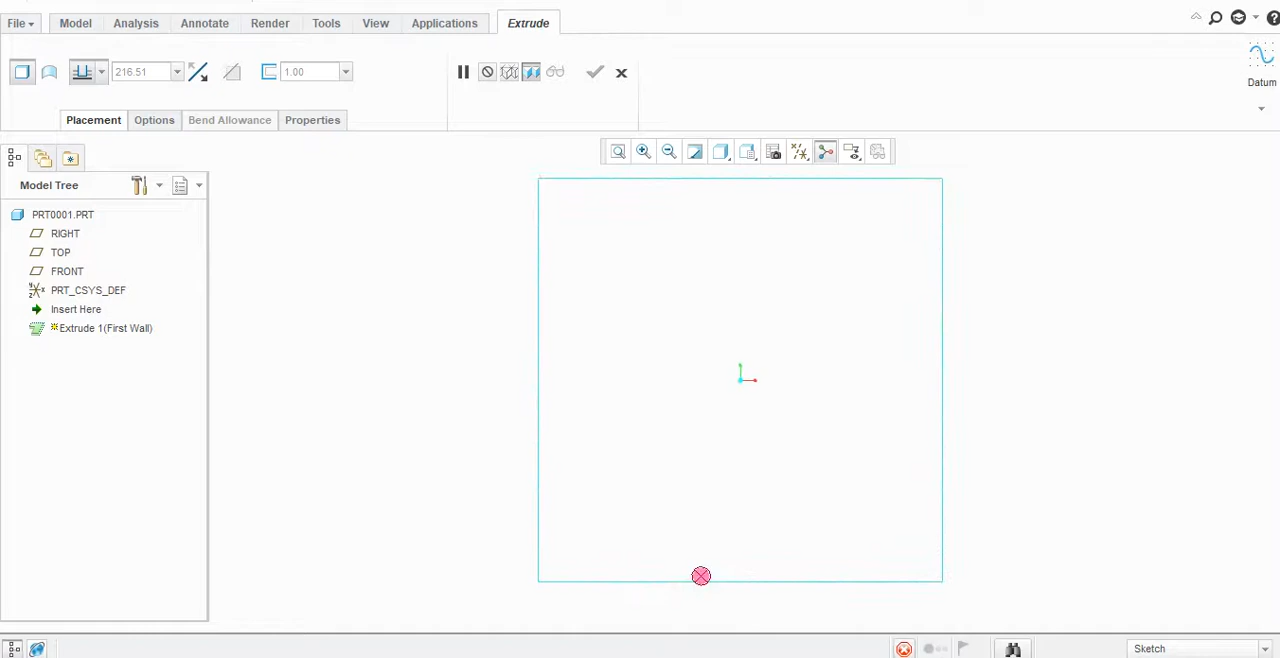 File Model Analysis Annotate Render Tools View Applications Extrude
216.51 1.00
Datum
Placement Options Bend Allowance Properties
Model Tree
PRT0001.PRT
RIGHT
TOP
FRONT
PRT_CSYS_DEF
Insert Here
Extrude 1(First Wall)
Sketch